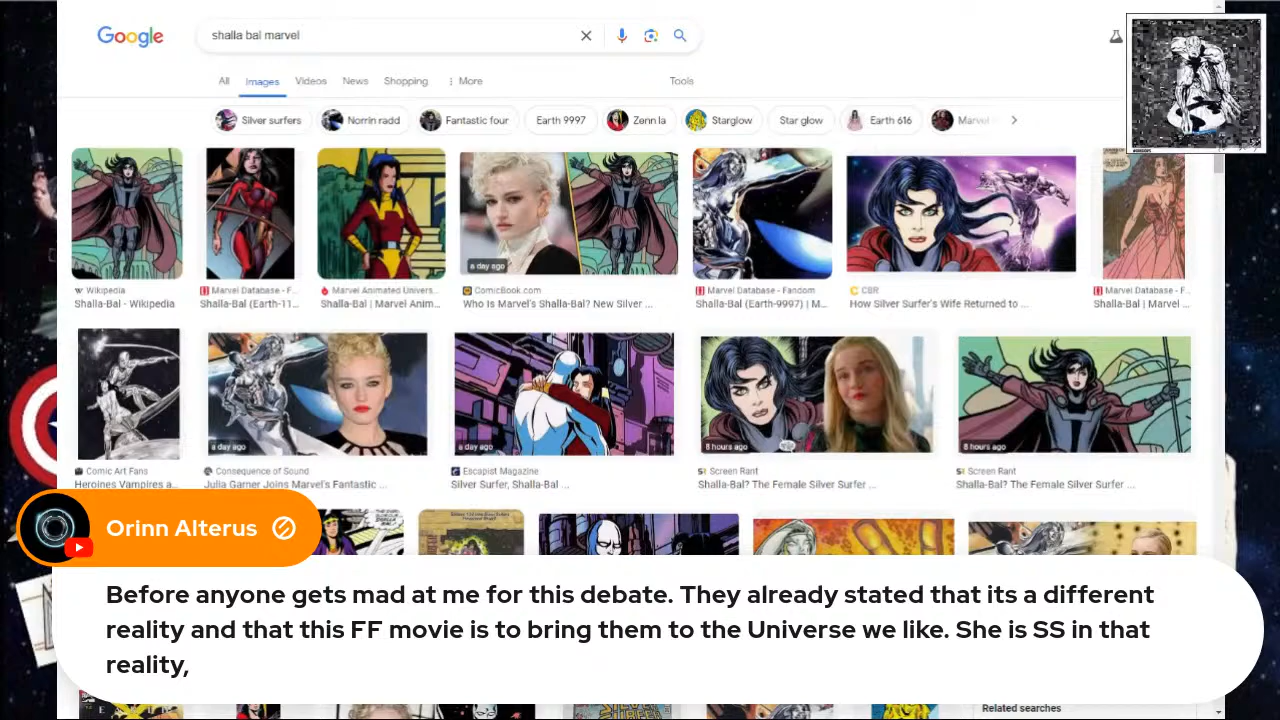 Google
shalla bal marvel
All Images Videos News Shopping More Tools
Silver surfers Norrin radd Fantastic four Earth 9997 Zenn la Starglow Star glow Earth 616 Marvel
a day ago
Wikipedia
Shalla-Bal - Wikipedia
Marvel Database - F...
Shalla-Bal (Earth-11...
Marvel Animated Univers...
Shalla-Bal | Marvel Anim...
ComicBook.com
Who Is Marvel's Shalla-Bal? New Silver ...
Marvel Database - Fandom
Shalla-Bal (Earth-9997) | M...
CBR
How Silver Surfer's Wife Returned to ...
Marvel Database - F...
Shalla-Bal | Marvel ...
a day ago
a day ago
8 hours ago
8 hours ago
Comic Art Fans
Heroines Vampires a...
Consequence of Sound
Julia Garner Joins Marvel's Fantastic ...
Escapist Magazine
Silver Surfer, Shalla-Bal ...
Screen Rant
Shalla-Bal? The Female Silver Surfer ...
Screen Rant
Shalla-Bal? The Female Silver Surfer ...
Orinn Alterus
Before anyone gets mad at me for this debate. They already stated that its a different
reality and that this FF movie is to bring them to the Universe we like. She is SS in that
reality,
Related searches